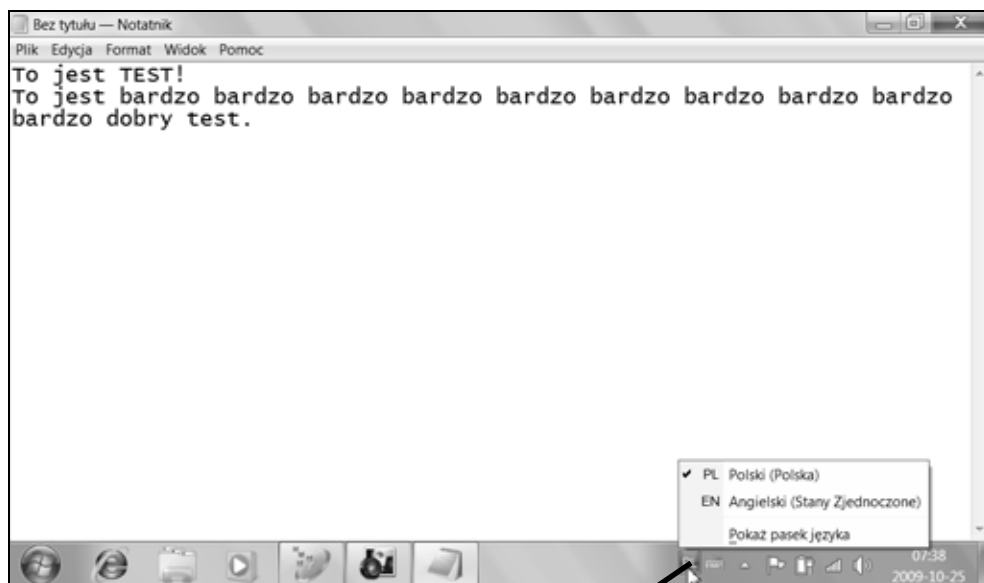 Bez tytułu — Notatnik
Plik Edycja Format Widok Pomoc
To jest TEST!
To jest bardzo bardzo bardzo bardzo bardzo bardzo bardzo bardzo bardzo
bardzo dobry test.
PL Polski (Polska)
EN Angielski (Stany Zjednoczone)
Pokaż pasek języka
07:38
2009-10-25